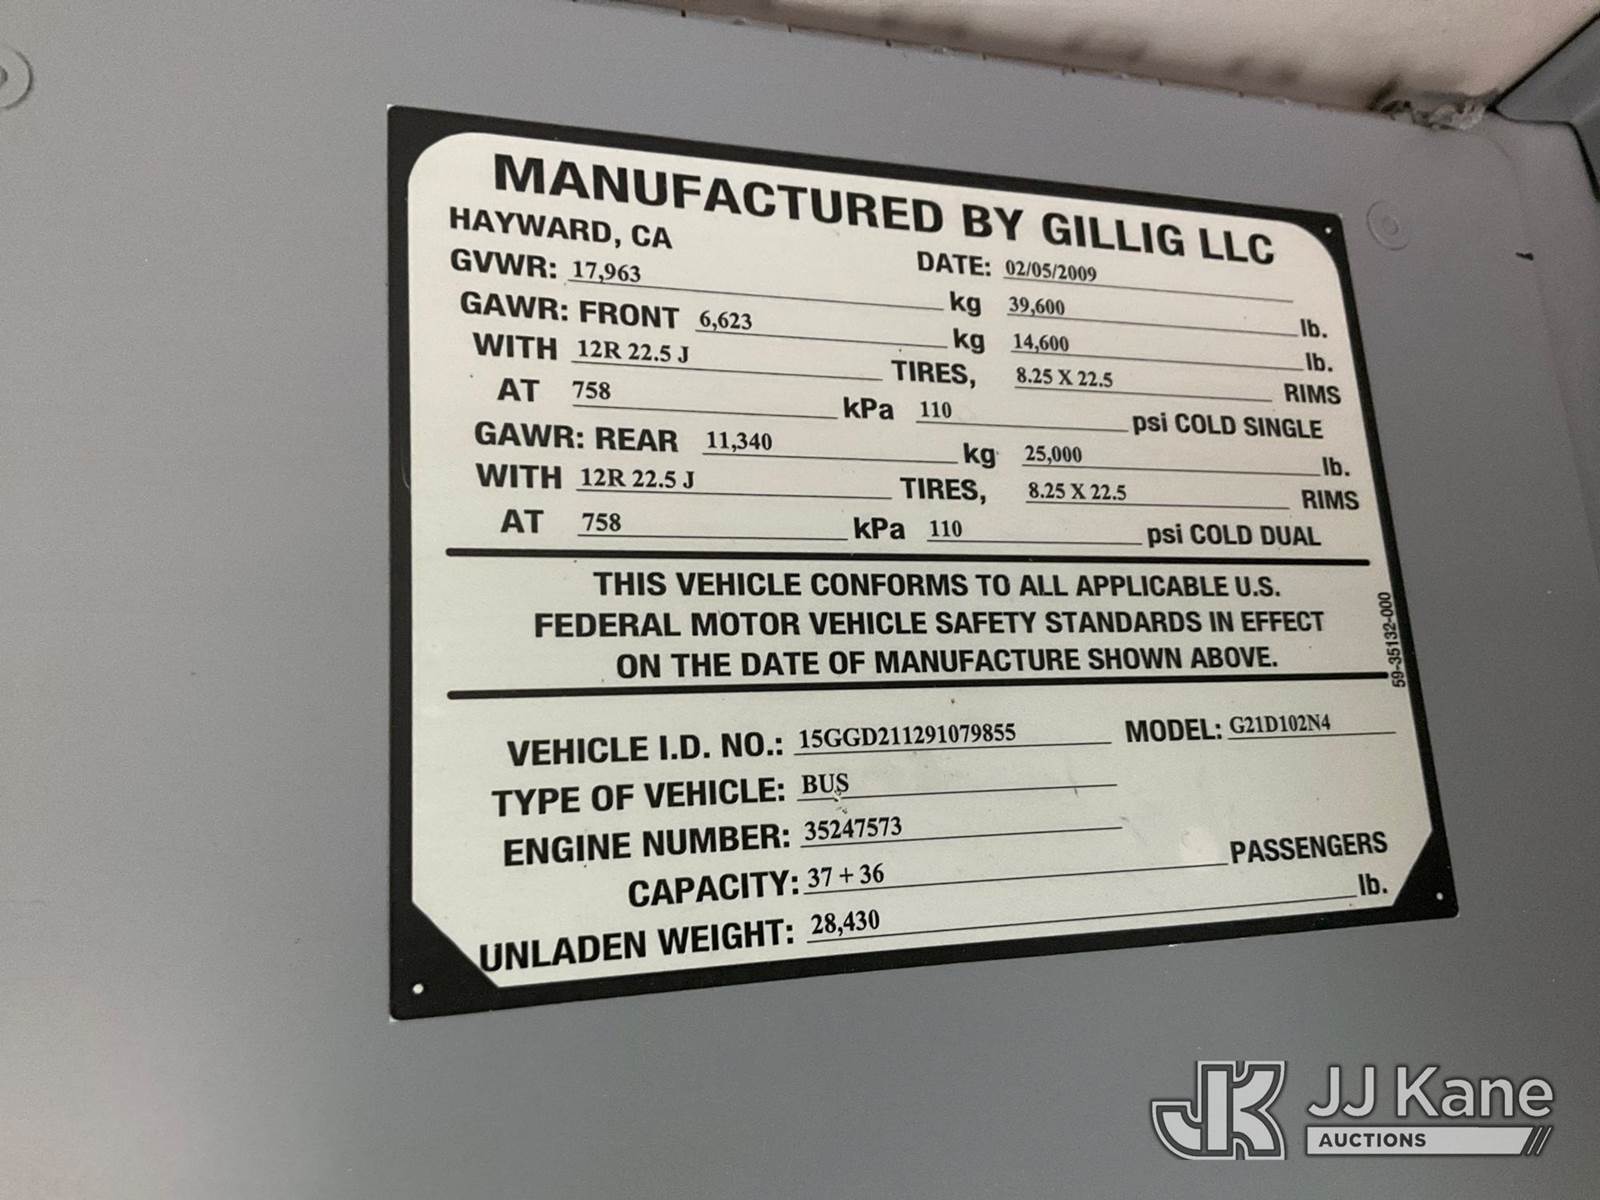 MANUFACTURED BY GILLIG LLC
HAYWARD, CA DATE: 02/05/2009
GVWR: 17,963 kg 39,600 lb.
GAWR: FRONT 6,623 kg 14,600 lb.
WITH 12R 22.5 J TIRES, 8.25 X 22.5 RIMS
AT 758 kPa 110 psi COLD SINGLE
GAWR: REAR 11,340 kg 25,000 lb.
WITH 12R 22.5 J TIRES, 8.25 X 22.5 RIMS
AT 758 kPa 110 psi COLD DUAL
THIS VEHICLE CONFORMS TO ALL APPLICABLE U.S.
FEDERAL MOTOR VEHICLE SAFETY STANDARDS IN EFFECT
ON THE DATE OF MANUFACTURE SHOWN ABOVE.
59-35132-000
VEHICLE I.D. NO.: 15GGD211291079855 MODEL: G21D102N4
TYPE OF VEHICLE: BUS
ENGINE NUMBER: 35247573
CAPACITY: 37 + 36 PASSENGERS
UNLADEN WEIGHT: 28,430 lb.
JK JJ Kane
AUCTIONS